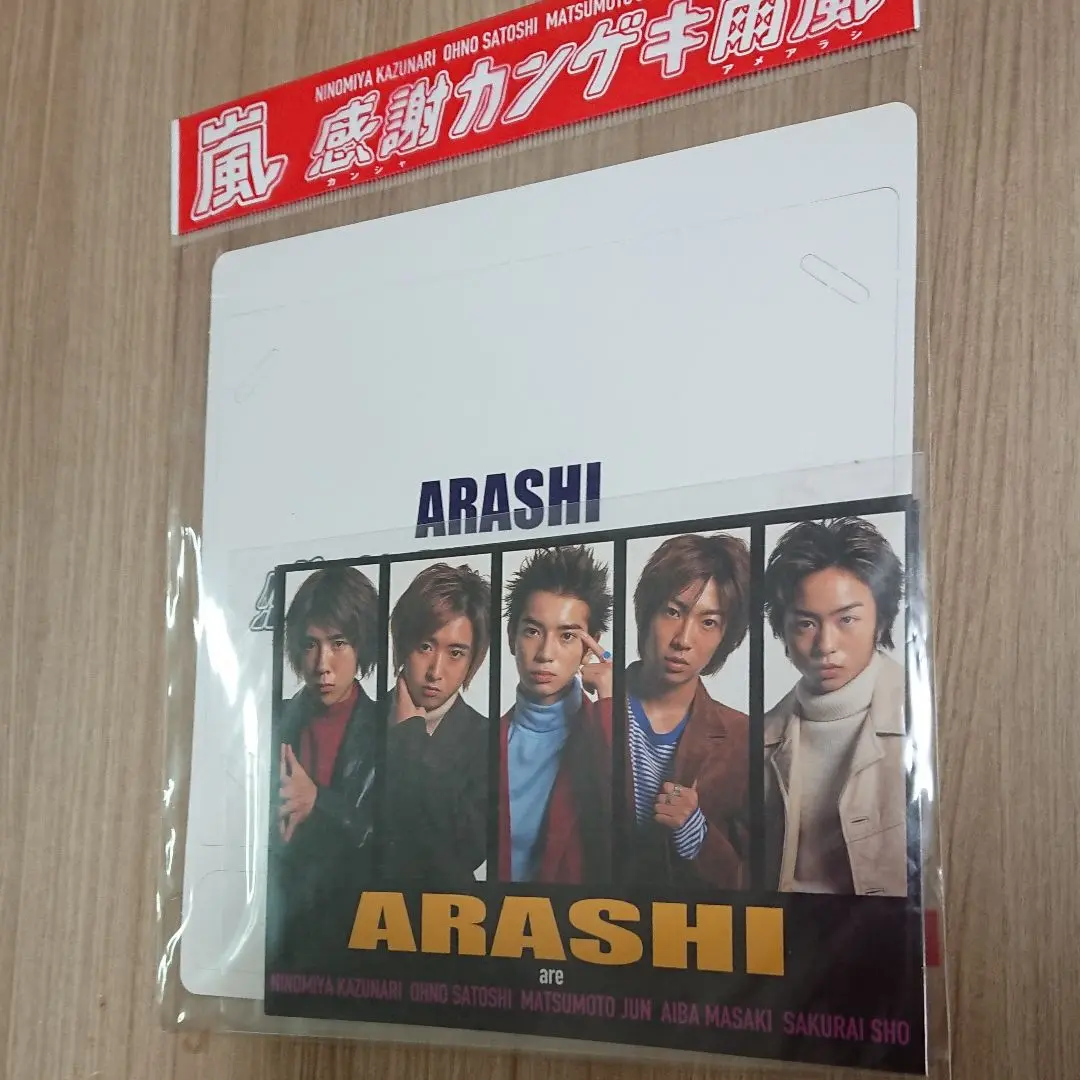 NINOMIYA KAZUNARI OHNO SATOSHI MATSUMOTO
嵐 感謝カンゲキ雨嵐
カンシャ アメアラシ
ARASHI
ARASHI
are
NINOMIYA KAZUNARI OHNO SATOSHI MATSUMOTO JUN AIBA MASAKI SAKURAI SHO